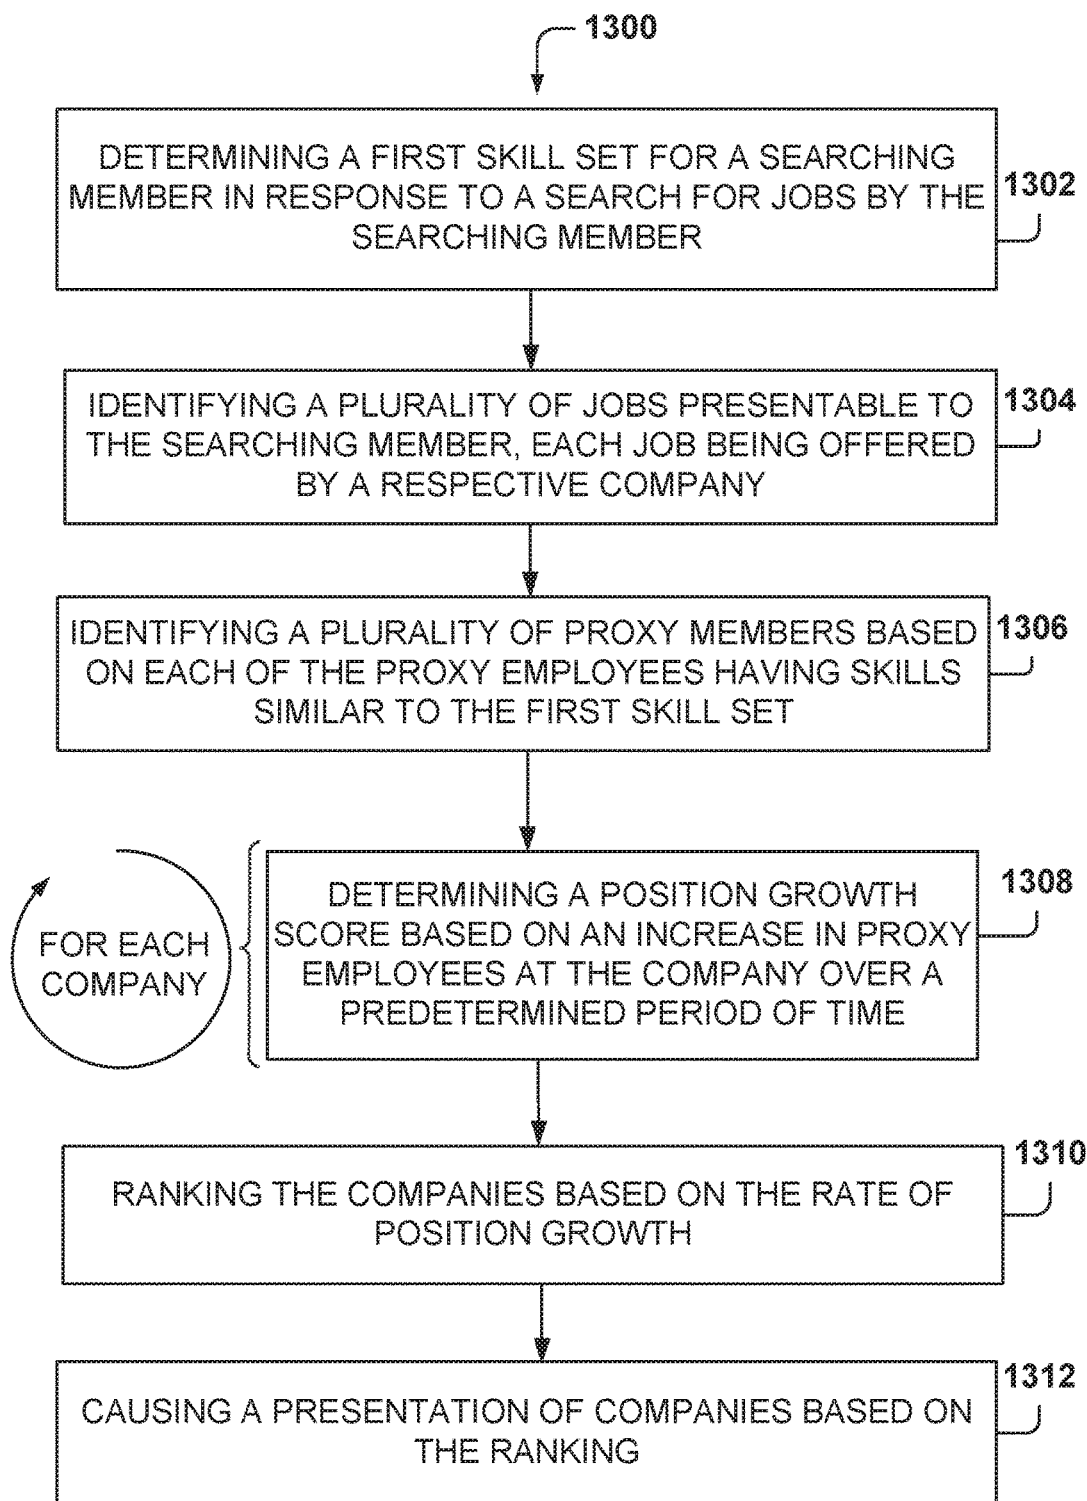 1300
DETERMINING A FIRST SKILL SET FOR A SEARCHING
MEMBER IN RESPONSE TO A SEARCH FOR JOBS BY THE
SEARCHING MEMBER
1302
IDENTIFYING A PLURALITY OF JOBS PRESENTABLE TO
THE SEARCHING MEMBER, EACH JOB BEING OFFERED
BY A RESPECTIVE COMPANY
1304
IDENTIFYING A PLURALITY OF PROXY MEMBERS BASED
ON EACH OF THE PROXY EMPLOYEES HAVING SKILLS
SIMILAR TO THE FIRST SKILL SET
1306
FOR EACH
COMPANY
DETERMINING A POSITION GROWTH
SCORE BASED ON AN INCREASE IN PROXY
EMPLOYEES AT THE COMPANY OVER A
PREDETERMINED PERIOD OF TIME
1308
RANKING THE COMPANIES BASED ON THE RATE OF
POSITION GROWTH
1310
CAUSING A PRESENTATION OF COMPANIES BASED ON
THE RANKING
1312